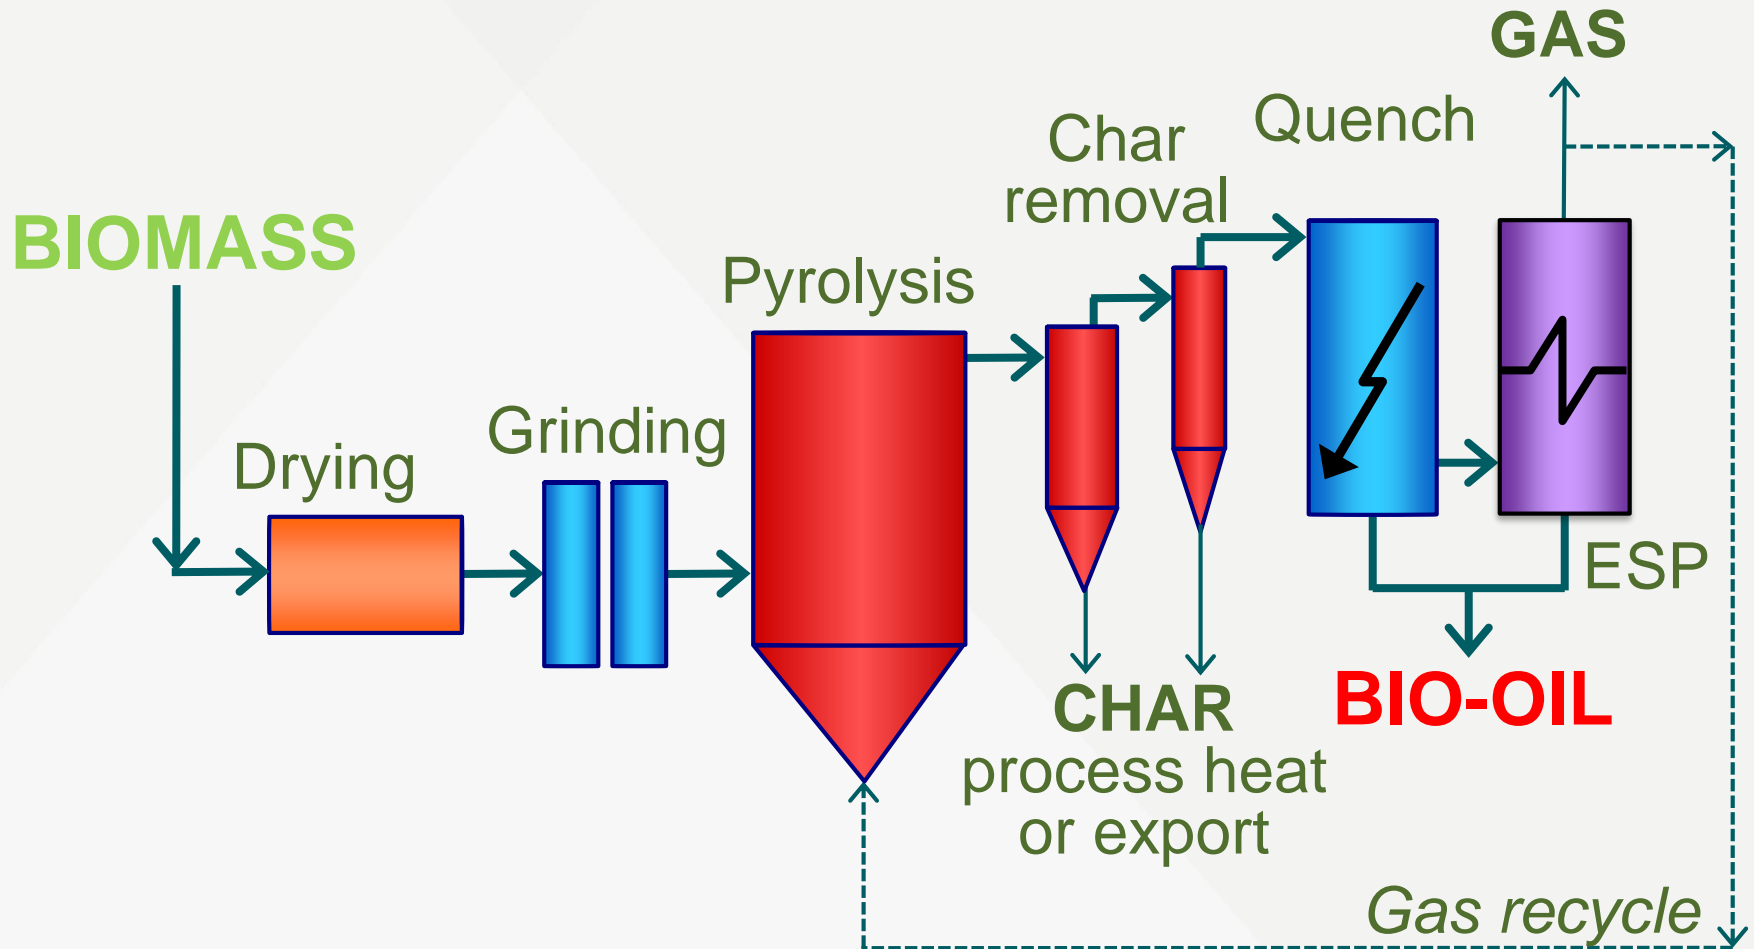 GAS
Quench
Char
removal
BIOMASS
Pyrolysis
Grinding
Drying
ESP
CHAR
process heat
or export
BIO-OIL
Gas recycle